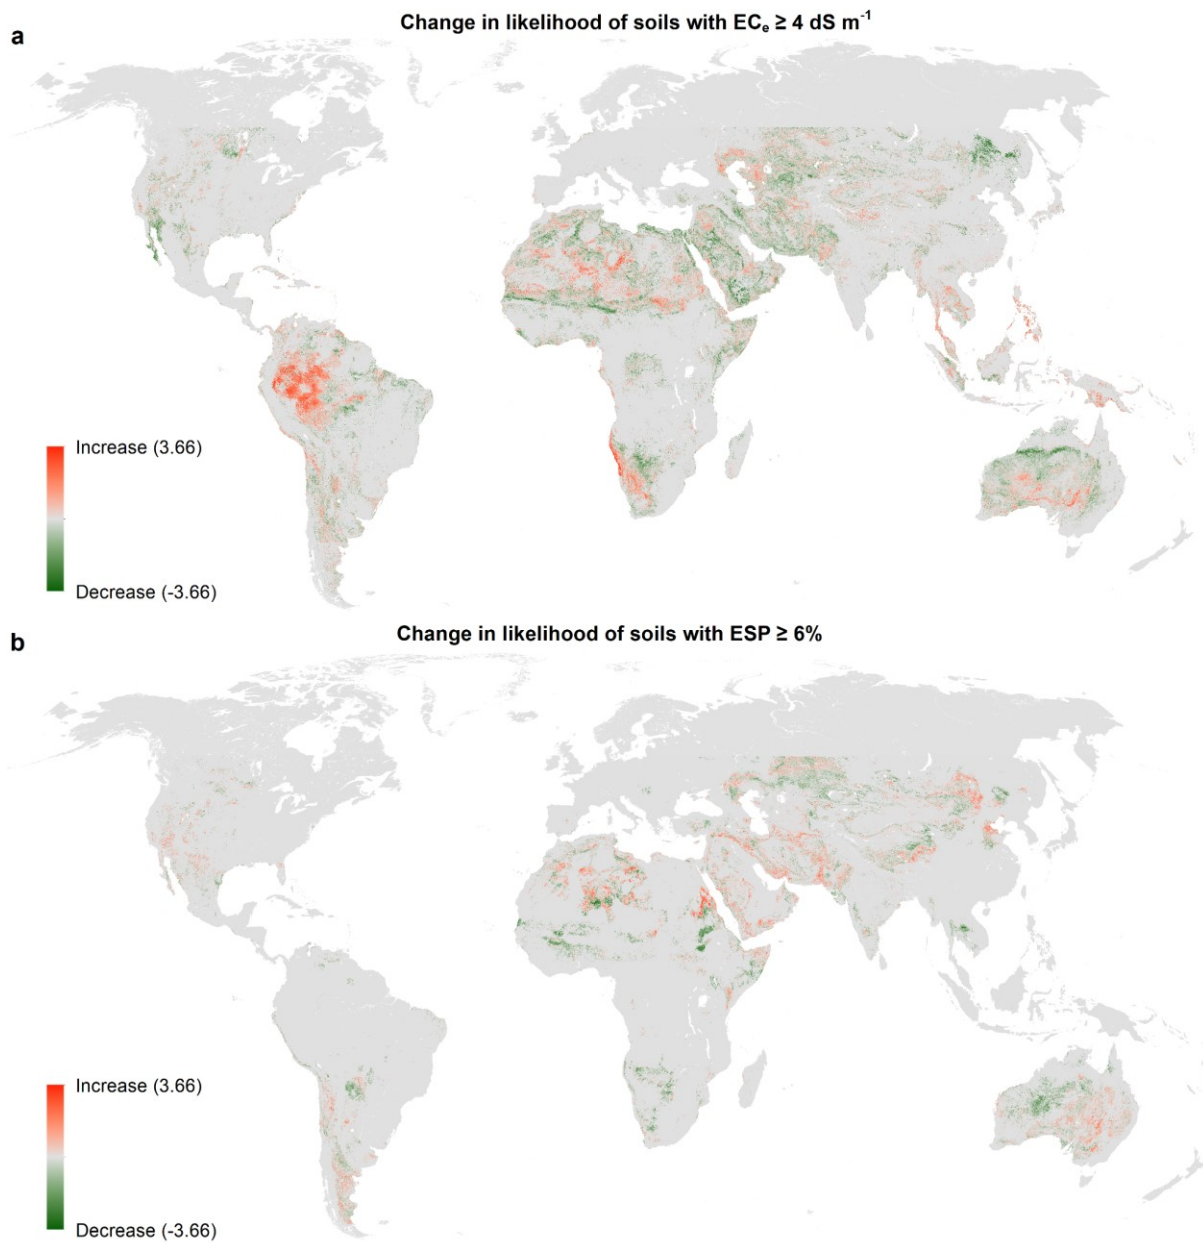 a
Change in likelihood of soils with ECe ≥ 4 dS m-1
Increase (3.66)
Decrease (-3.66)
b
Change in likelihood of soils with ESP ≥ 6%
Increase (3.66)
Decrease (-3.66)